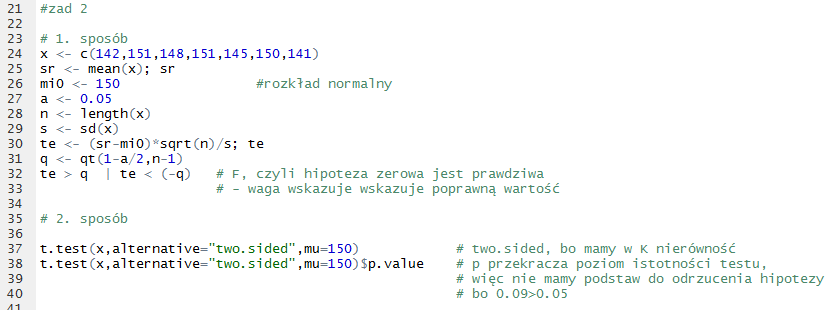 21 #zad 2
22
23 # 1. sposób
24 x <- c(142,151,148,151,145,150,141)
25 sr <- mean(x); sr
26 mi0 <- 150 #rozkład normalny
27 a <- 0.05
28 n <- length(x)
29 s <- sd(x)
30 te <- (sr-mi0)*sqrt(n)/s; te
31 q <- qt(1-a/2,n-1)
32 te > q | te < (-q) # F, czyli hipoteza zerowa jest prawdziwa
33 # - waga wskazuje wskazuje poprawną wartość
34
35 # 2. sposób
36
37 t.test(x,alternative="two.sided",mu=150) # two.sided, bo mamy w K nierówność
38 t.test(x,alternative="two.sided",mu=150)$p.value # p przekracza poziom istotności testu,
39 # więc nie mamy podstaw do odrzucenia hipotezy
40 # bo 0.09>0.05
41